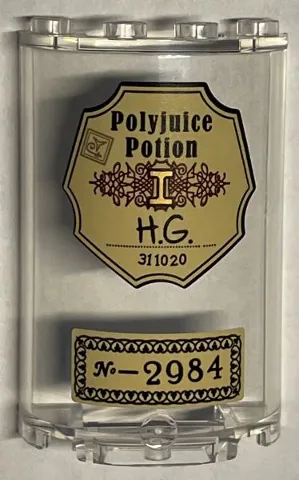 Polyjuice
Potion
I
H.G.
311020
No – 2984